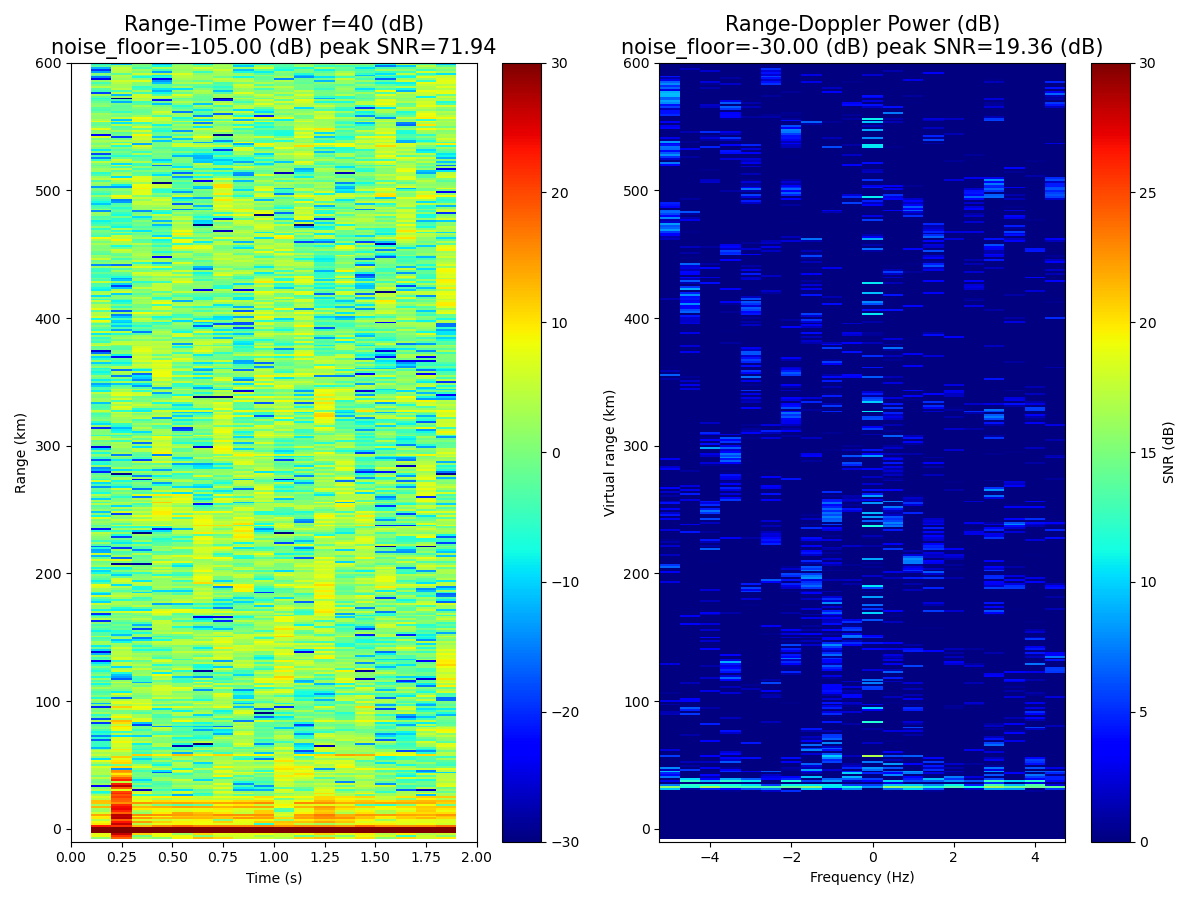 Range-Time Power f=40 (dB)
noise_floor=-105.00 (dB) peak SNR=71.94
600
500
400
300
200
100
0
Range (km)
0.00 0.25 0.50 0.75 1.00 1.25 1.50 1.75 2.00
Time (s)
30
20
10
0
−10
−20
−30
Range-Doppler Power (dB)
noise_floor=-30.00 (dB) peak SNR=19.36 (dB)
600
500
400
300
200
100
0
Virtual range (km)
−4 −2 0 2 4
Frequency (Hz)
30
25
20
15
10
5
0
SNR (dB)